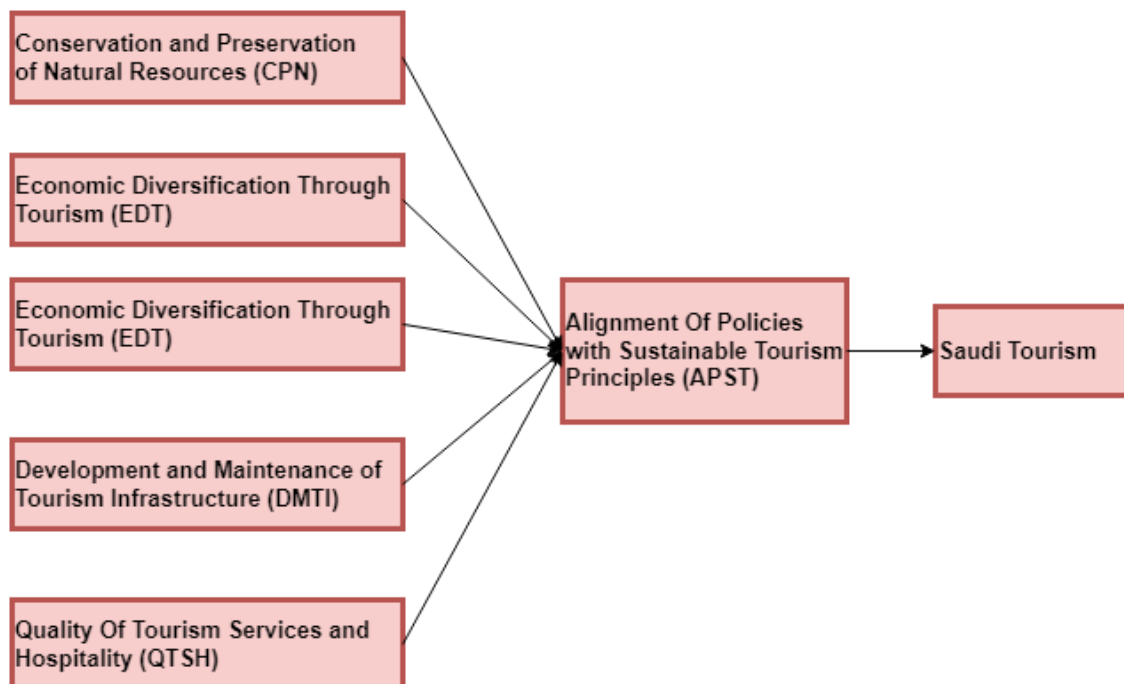 Conservation and Preservation
of Natural Resources (CPN)
Economic Diversification Through
Tourism (EDT)
Economic Diversification Through
Tourism (EDT)
Development and Maintenance of
Tourism Infrastructure (DMTI)
Quality Of Tourism Services and
Hospitality (QTSH)
Alignment Of Policies
with Sustainable Tourism
Principles (APST)
Saudi Tourism